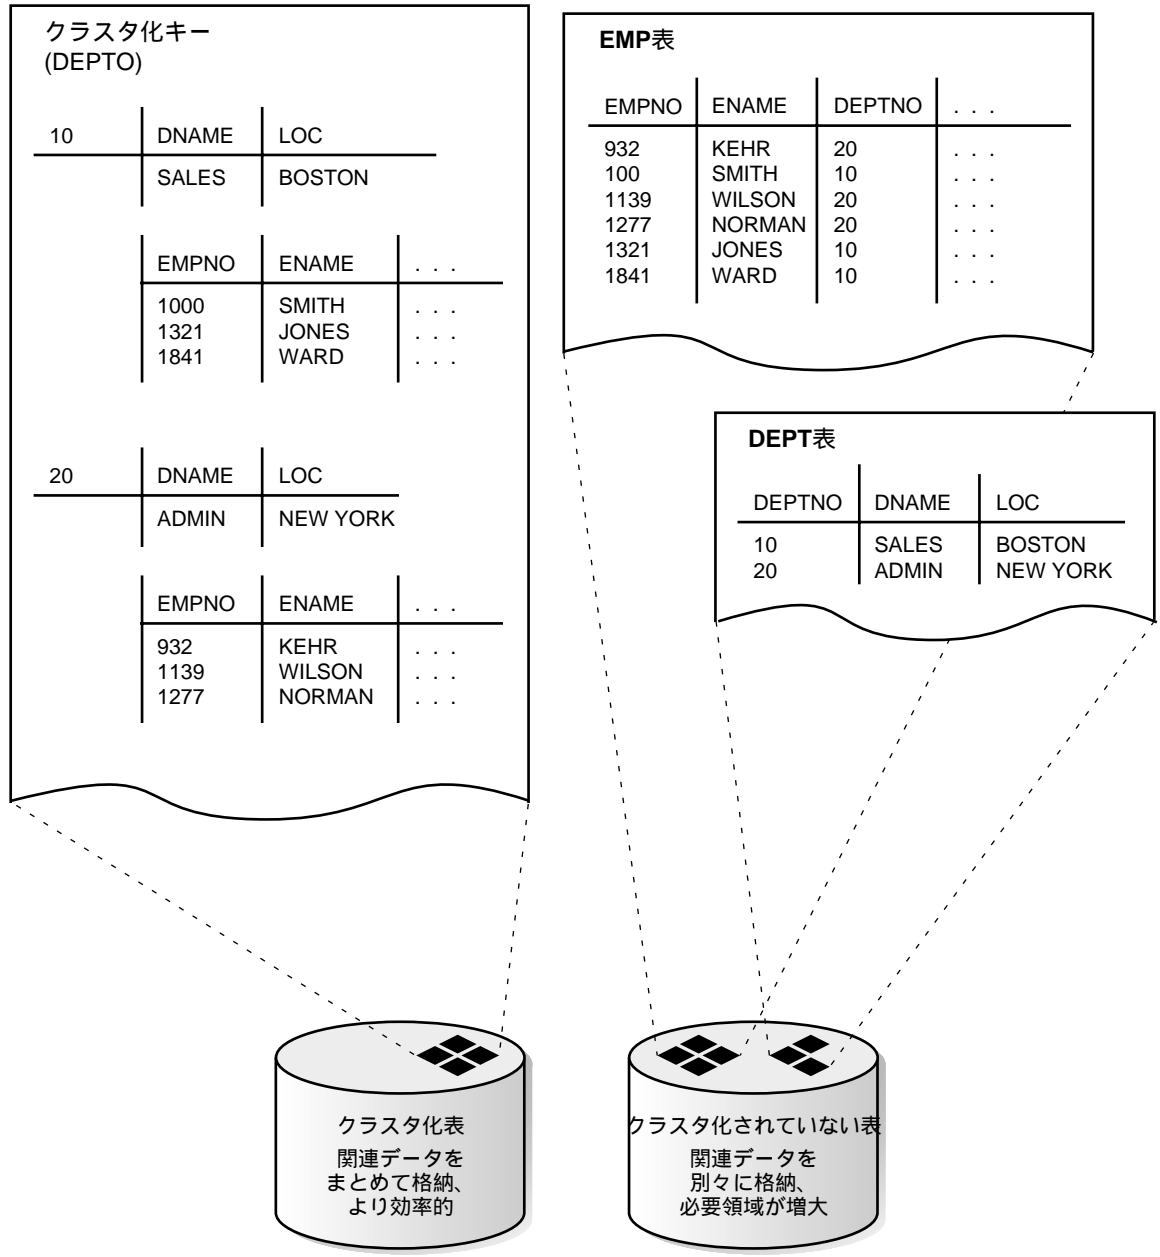 クラスタ化キー
(DEPTO)
10 DNAME LOC
SALES BOSTON
EMPNO ENAME . . .
1000 SMITH . . .
1321 JONES . . .
1841 WARD . . .
20 DNAME LOC
ADMIN NEW YORK
EMPNO ENAME . . .
932 KEHR . . .
1139 WILSON . . .
1277 NORMAN . . .
EMP表
EMPNO ENAME DEPTNO . . .
932 KEHR 20 . . .
100 SMITH 10 . . .
1139 WILSON 20 . . .
1277 NORMAN 20 . . .
1321 JONES 10 . . .
1841 WARD 10 . . .
DEPT表
DEPTNO DNAME LOC
10 SALES BOSTON
20 ADMIN NEW YORK
クラスタ化表
関連データを
まとめて格納、
より効率的
クラスタ化されていない表
関連データを
別々に格納、
必要領域が増大